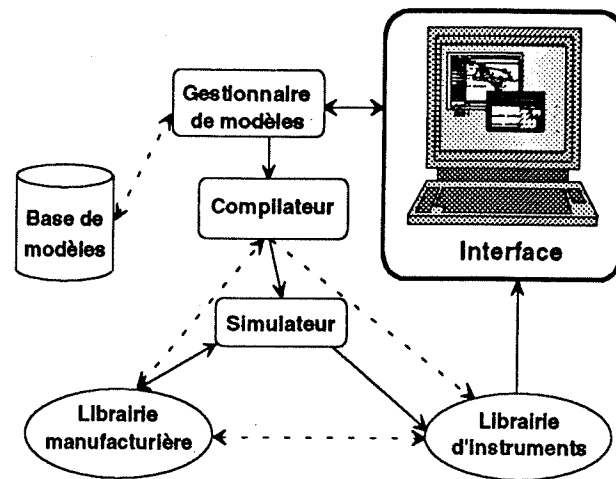 Gestionnaire
de modèles
Base de
modèles
Compilateur
Interface
Simulateur
Librairie
manufacturière
Librairie
d'instruments